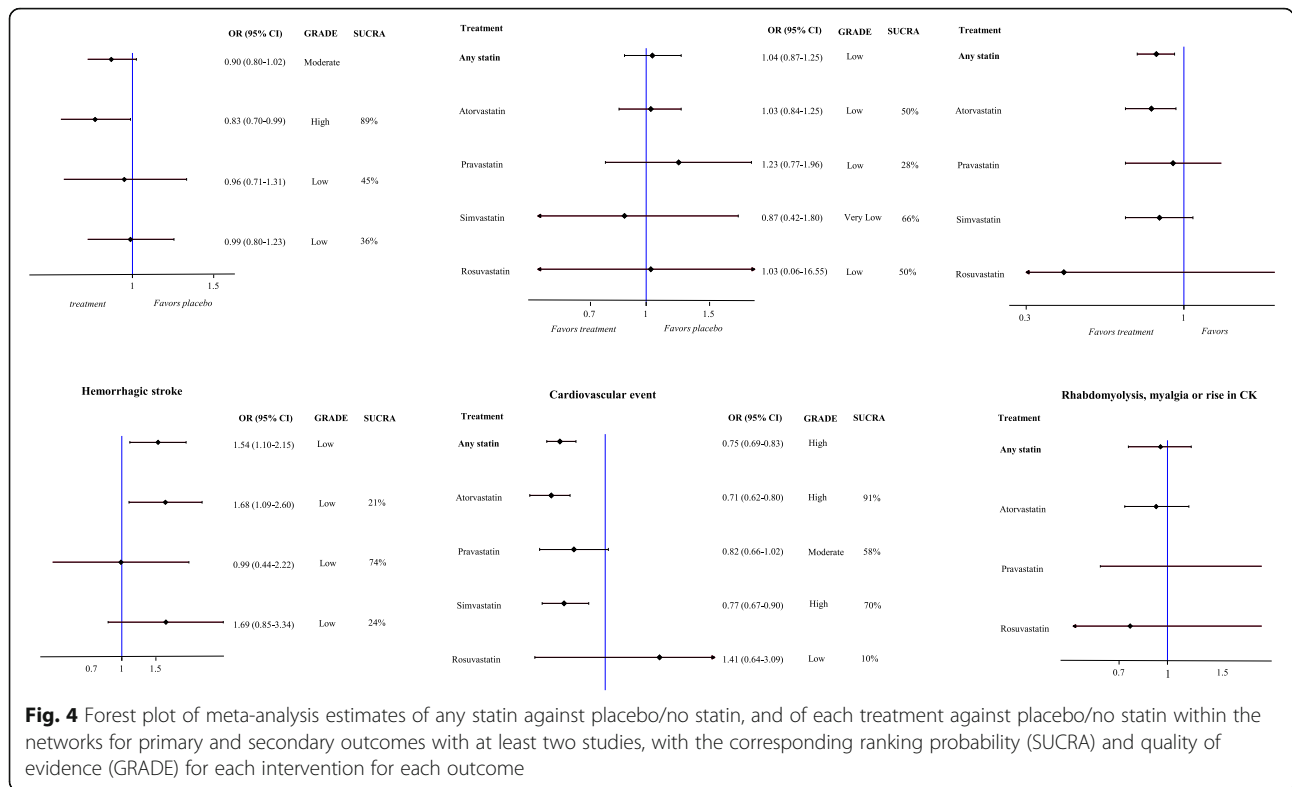 OR (95% CI) GRADE SUCRA
0.90 (0.80-1.02) Moderate
0.83 (0.70-0.99) High 89%
0.96 (0.71-1.31) Low 45%
0.99 (0.80-1.23) Low 36%
1 1.5
treatment Favors placebo
Treatment OR (95% CI) GRADE SUCRA
Any statin 1.04 (0.87-1.25) Low
Atorvastatin 1.03 (0.84-1.25) Low 50%
Pravastatin 1.23 (0.77-1.96) Low 28%
Simvastatin 0.87 (0.42-1.80) Very Low 66%
Rosuvastatin 1.03 (0.06-16.55) Low 50%
0.7 1 1.5
Favors treatment Favors placebo
Treatment
Any statin
Atorvastatin
Pravastatin
Simvastatin
Rosuvastatin
0.3 1
Favors treatment Favors
Hemorrhagic stroke
OR (95% CI) GRADE SUCRA
1.54 (1.10-2.15) Low
1.68 (1.09-2.60) Low 21%
0.99 (0.44-2.22) Low 74%
1.69 (0.85-3.34) Low 24%
0.7 1 1.5
Cardiovascular event
Treatment OR (95% CI) GRADE SUCRA
Any statin 0.75 (0.69-0.83) High
Atorvastatin 0.71 (0.62-0.80) High 91%
Pravastatin 0.82 (0.66-1.02) Moderate 58%
Simvastatin 0.77 (0.67-0.90) High 70%
Rosuvastatin 1.41 (0.64-3.09) Low 10%
Rhabdomyolysis, myalgia or rise in CK
Treatment
Any statin
Atorvastatin
Pravastatin
Rosuvastatin
0.7 1 1.5
Fig. 4 Forest plot of meta-analysis estimates of any statin against placebo/no statin, and of each treatment against placebo/no statin within the
networks for primary and secondary outcomes with at least two studies, with the corresponding ranking probability (SUCRA) and quality of
evidence (GRADE) for each intervention for each outcome